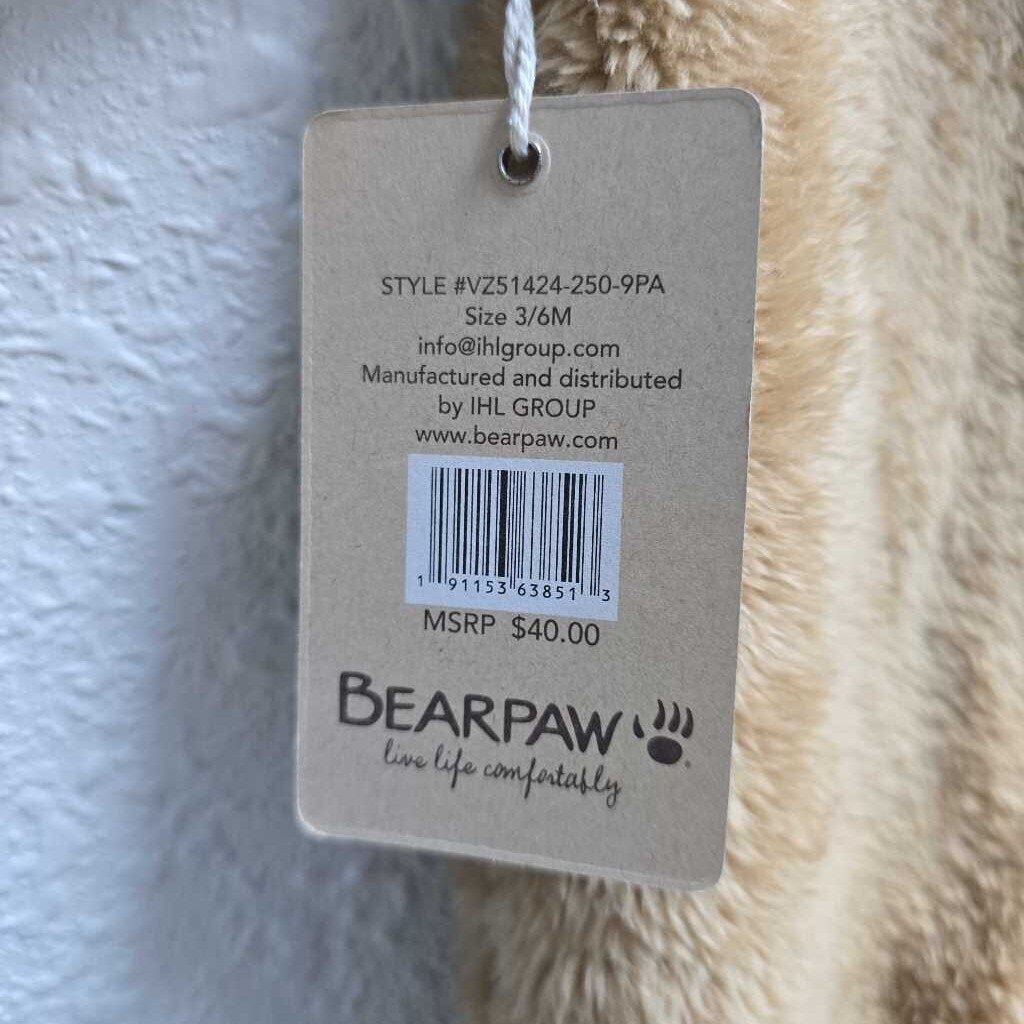 STYLE #VZ51424-250-9PA
Size 3/6M
info@ihlgroup.com
Manufactured and distributed
by IHL GROUP
www.bearpaw.com
1 91153 63851 3
MSRP $40.00
BEARPAW
live life comfortably